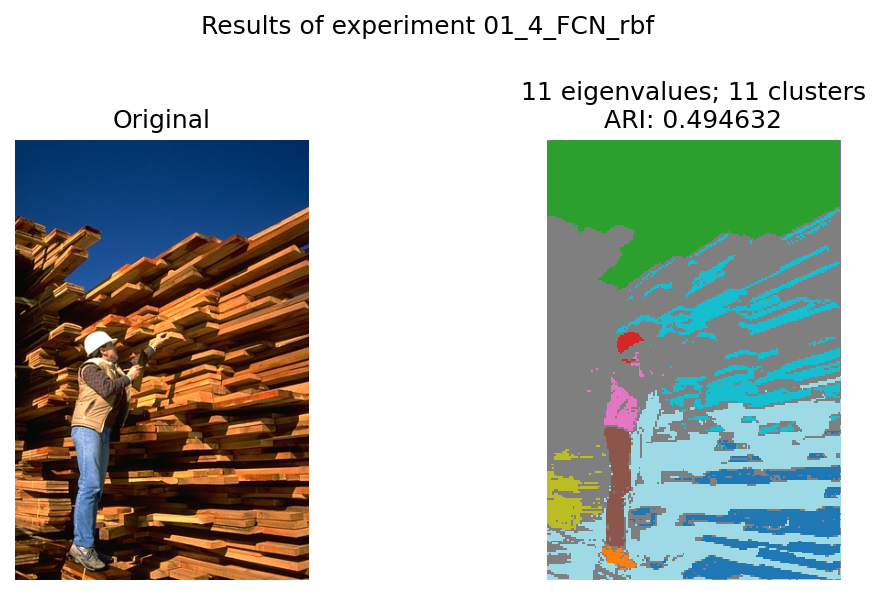 Results of experiment 01_4_FCN_rbf
Original
11 eigenvalues; 11 clusters
ARI: 0.494632